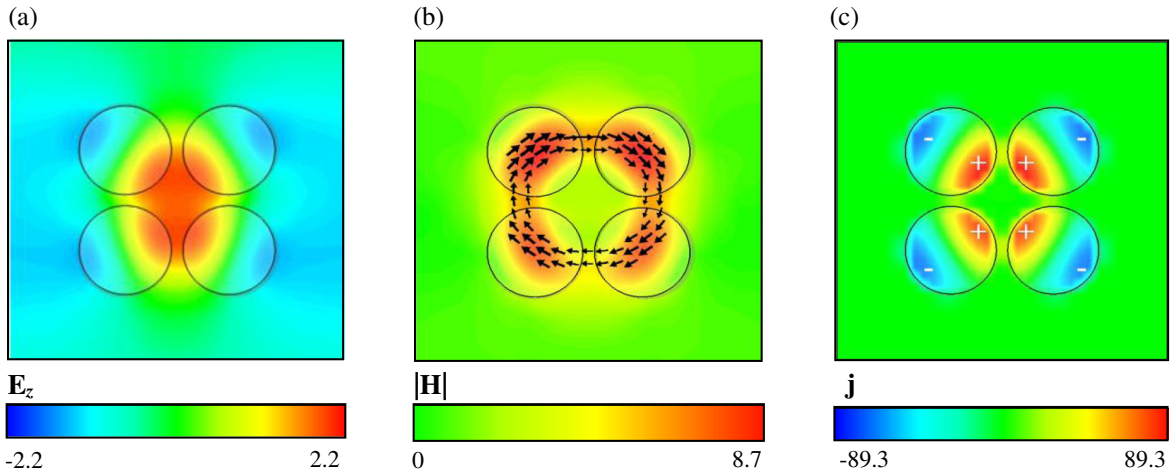 (a) (b) (c)
+ + - -
+ + - -
E_z |H| j
-2.2 2.2 0 8.7 -89.3 89.3